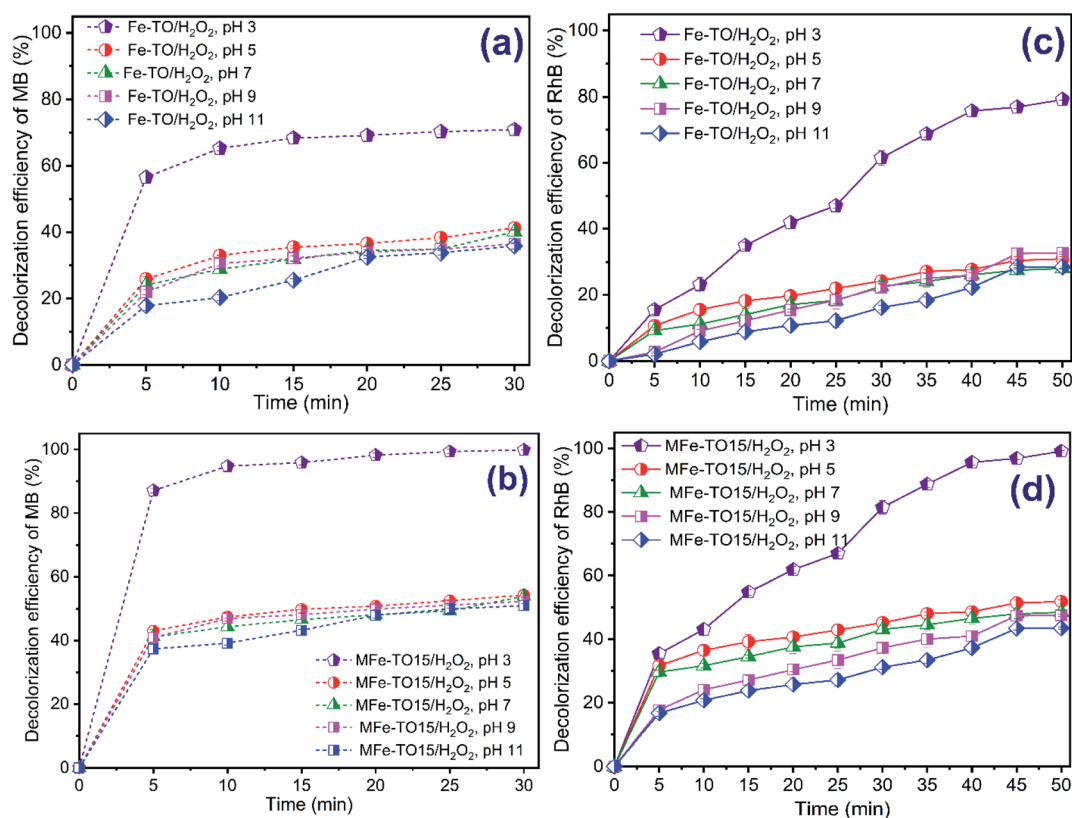 (a)
Fe-TO/H₂O₂, pH 3
Fe-TO/H₂O₂, pH 5
Fe-TO/H₂O₂, pH 7
Fe-TO/H₂O₂, pH 9
Fe-TO/H₂O₂, pH 11
Decolorization efficiency of MB (%)
100
80
60
40
20
0
0 5 10 15 20 25 30
Time (min)
(c)
Fe-TO/H₂O₂, pH 3
Fe-TO/H₂O₂, pH 5
Fe-TO/H₂O₂, pH 7
Fe-TO/H₂O₂, pH 9
Fe-TO/H₂O₂, pH 11
Decolorization efficiency of RhB (%)
100
80
60
40
20
0
0 5 10 15 20 25 30 35 40 45 50
Time (min)
(b)
MFe-TO15/H₂O₂, pH 3
MFe-TO15/H₂O₂, pH 5
MFe-TO15/H₂O₂, pH 7
MFe-TO15/H₂O₂, pH 9
MFe-TO15/H₂O₂, pH 11
Decolorization efficiency of MB (%)
100
80
60
40
20
0
0 5 10 15 20 25 30
Time (min)
(d)
MFe-TO15/H₂O₂, pH 3
MFe-TO15/H₂O₂, pH 5
MFe-TO15/H₂O₂, pH 7
MFe-TO15/H₂O₂, pH 9
MFe-TO15/H₂O₂, pH 11
Decolorization efficiency of RhB (%)
100
80
60
40
20
0
0 5 10 15 20 25 30 35 40 45 50
Time (min)